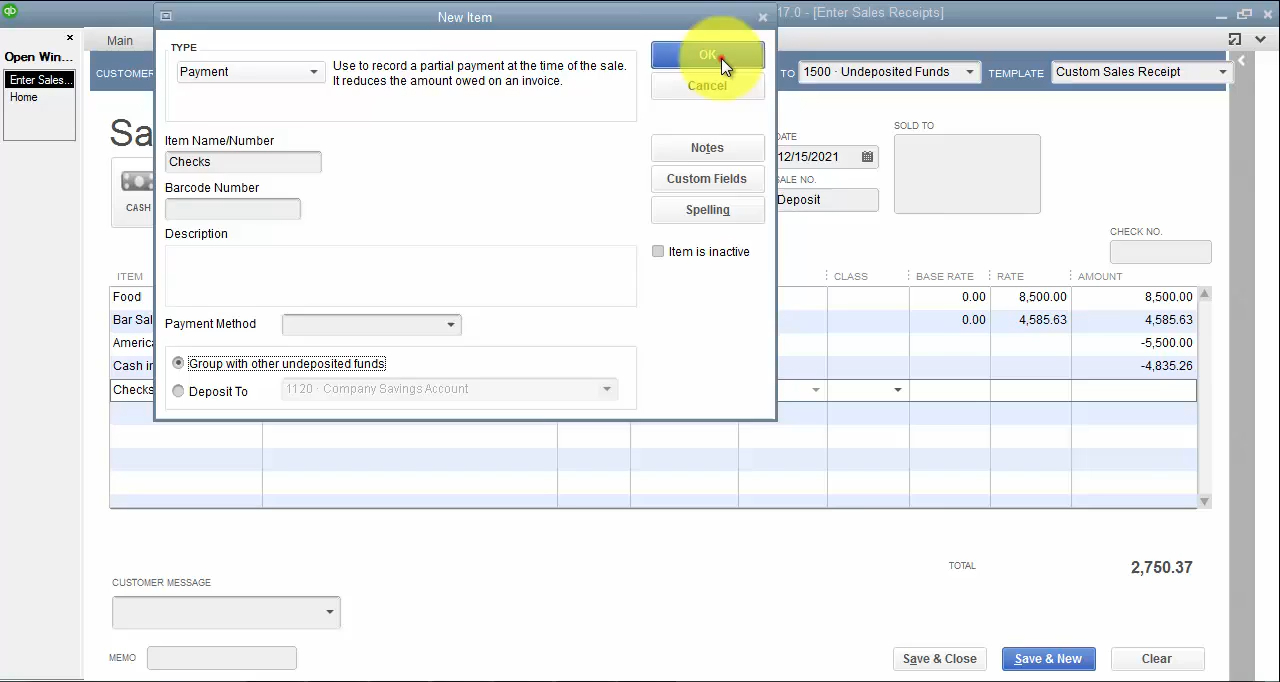 qb
New Item
17.0 - [Enter Sales Receipts]
Open Win...
Enter Sales...
Home
Main
CUSTOMER
TO
1500 · Undeposited Funds
TEMPLATE
Custom Sales Receipt
TYPE
Payment
Use to record a partial payment at the time of the sale.
It reduces the amount owed on an invoice.
OK
Cancel
Notes
Custom Fields
Spelling
Item is inactive
Item Name/Number
Checks
Barcode Number
Description
Payment Method
Group with other undeposited funds
Deposit To
1120 · Company Savings Account
Sa
CASH
DATE
12/15/2021
SALE NO.
Deposit
SOLD TO
CHECK NO.
ITEM CLASS BASE RATE RATE AMOUNT
Food 0.00 8,500.00 8,500.00
Bar Sal 0.00 4,585.63 4,585.63
America -5,500.00
Cash in -4,835.26
Checks
TOTAL 2,750.37
CUSTOMER MESSAGE
MEMO
Save & Close
Save & New
Clear